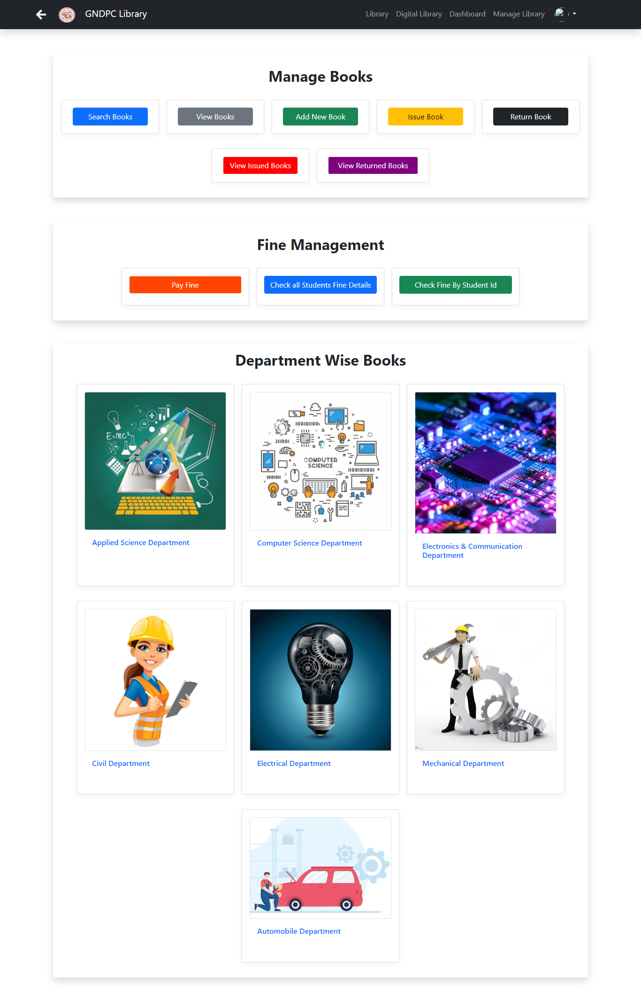 GNDPC Library
Library Digital Library Dashboard Manage Library
Manage Books
Search Books
View Books
Add New Book
Issue Book
Return Book
View Issued Books
View Returned Books
Fine Management
Pay Fine
Check all Students Fine Details
Check Fine By Student Id
Department Wise Books
E=mc²
Applied Science Department
1001011001
011001
COMPUTER
SCIENCE
11001011001
1001011
Computer Science Department
Electronics & Communication
Department
Civil Department
Electrical Department
Mechanical Department
Automobile Department